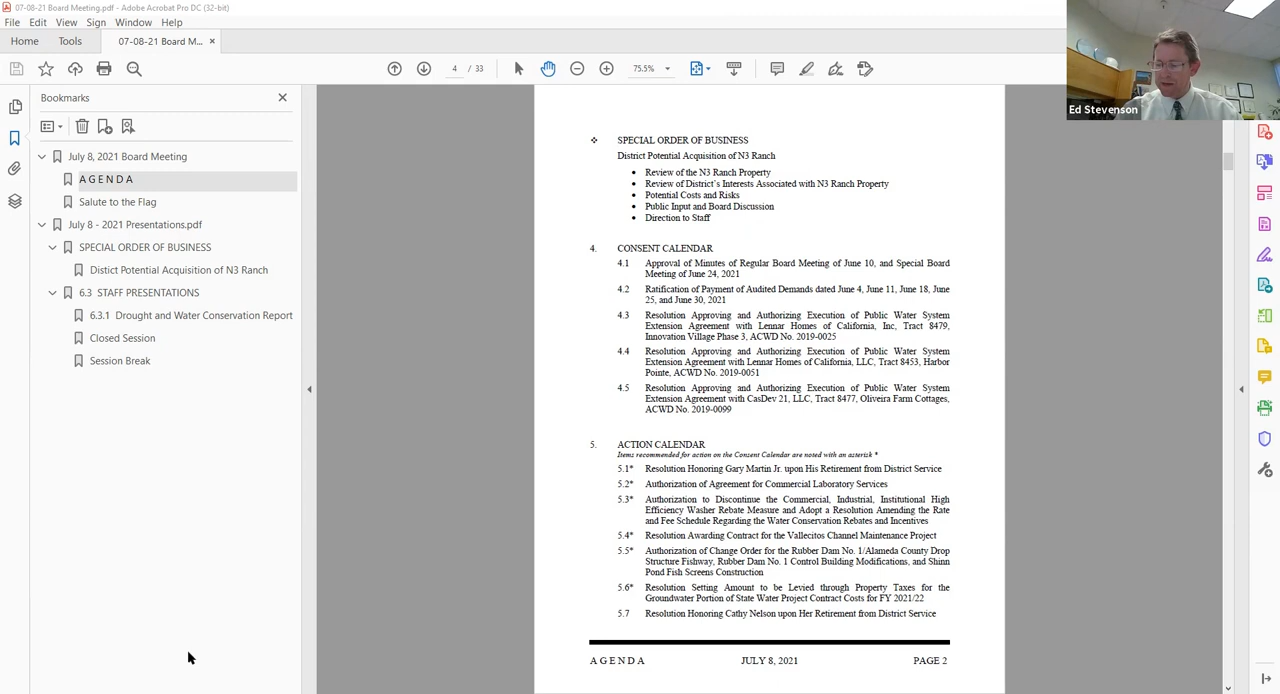 07-08-21 Board Meeting.pdf - Adobe Acrobat Pro DC (32-bit)
File Edit View Sign Window Help
Home Tools 07-08-21 Board M... ×
4 / 33 75.5%
Ed Stevenson
Bookmarks
July 8, 2021 Board Meeting
A G E N D A
Salute to the Flag
July 8 - 2021 Presentations.pdf
SPECIAL ORDER OF BUSINESS
Distict Potential Acquisition of N3 Ranch
6.3 STAFF PRESENTATIONS
6.3.1 Drought and Water Conservation Report
Closed Session
Session Break
❖ SPECIAL ORDER OF BUSINESS
District Potential Acquisition of N3 Ranch
• Review of the N3 Ranch Property
• Review of District's Interests Associated with N3 Ranch Property
• Potential Costs and Risks
• Public Input and Board Discussion
• Direction to Staff
4. CONSENT CALENDAR
4.1 Approval of Minutes of Regular Board Meeting of June 10, and Special Board
Meeting of June 24, 2021
4.2 Ratification of Payment of Audited Demands dated June 4, June 11, June 18, June
25, and June 30, 2021
4.3 Resolution Approving and Authorizing Execution of Public Water System
Extension Agreement with Lennar Homes of California, Inc, Tract 8479,
Innovation Village Phase 3, ACWD No. 2019-0025
4.4 Resolution Approving and Authorizing Execution of Public Water System
Extension Agreement with Lennar Homes of California, LLC, Tract 8453, Harbor
Pointe, ACWD No. 2019-0051
4.5 Resolution Approving and Authorizing Execution of Public Water System
Extension Agreement with CasDev 21, LLC, Tract 8477, Oliveira Farm Cottages,
ACWD No. 2019-0099
5. ACTION CALENDAR
Items recommended for action on the Consent Calendar are noted with an asterisk *
5.1* Resolution Honoring Gary Martin Jr. upon His Retirement from District Service
5.2* Authorization of Agreement for Commercial Laboratory Services
5.3* Authorization to Discontinue the Commercial, Industrial, Institutional High
Efficiency Washer Rebate Measure and Adopt a Resolution Amending the Rate
and Fee Schedule Regarding the Water Conservation Rebates and Incentives
5.4* Resolution Awarding Contract for the Vallecitos Channel Maintenance Project
5.5* Authorization of Change Order for the Rubber Dam No. 1/Alameda County Drop
Structure Fishway, Rubber Dam No. 1 Control Building Modifications, and Shinn
Pond Fish Screens Construction
5.6* Resolution Setting Amount to be Levied through Property Taxes for the
Groundwater Portion of State Water Project Contract Costs for FY 2021/22
5.7 Resolution Honoring Cathy Nelson upon Her Retirement from District Service
A G E N D A JULY 8, 2021 PAGE 2